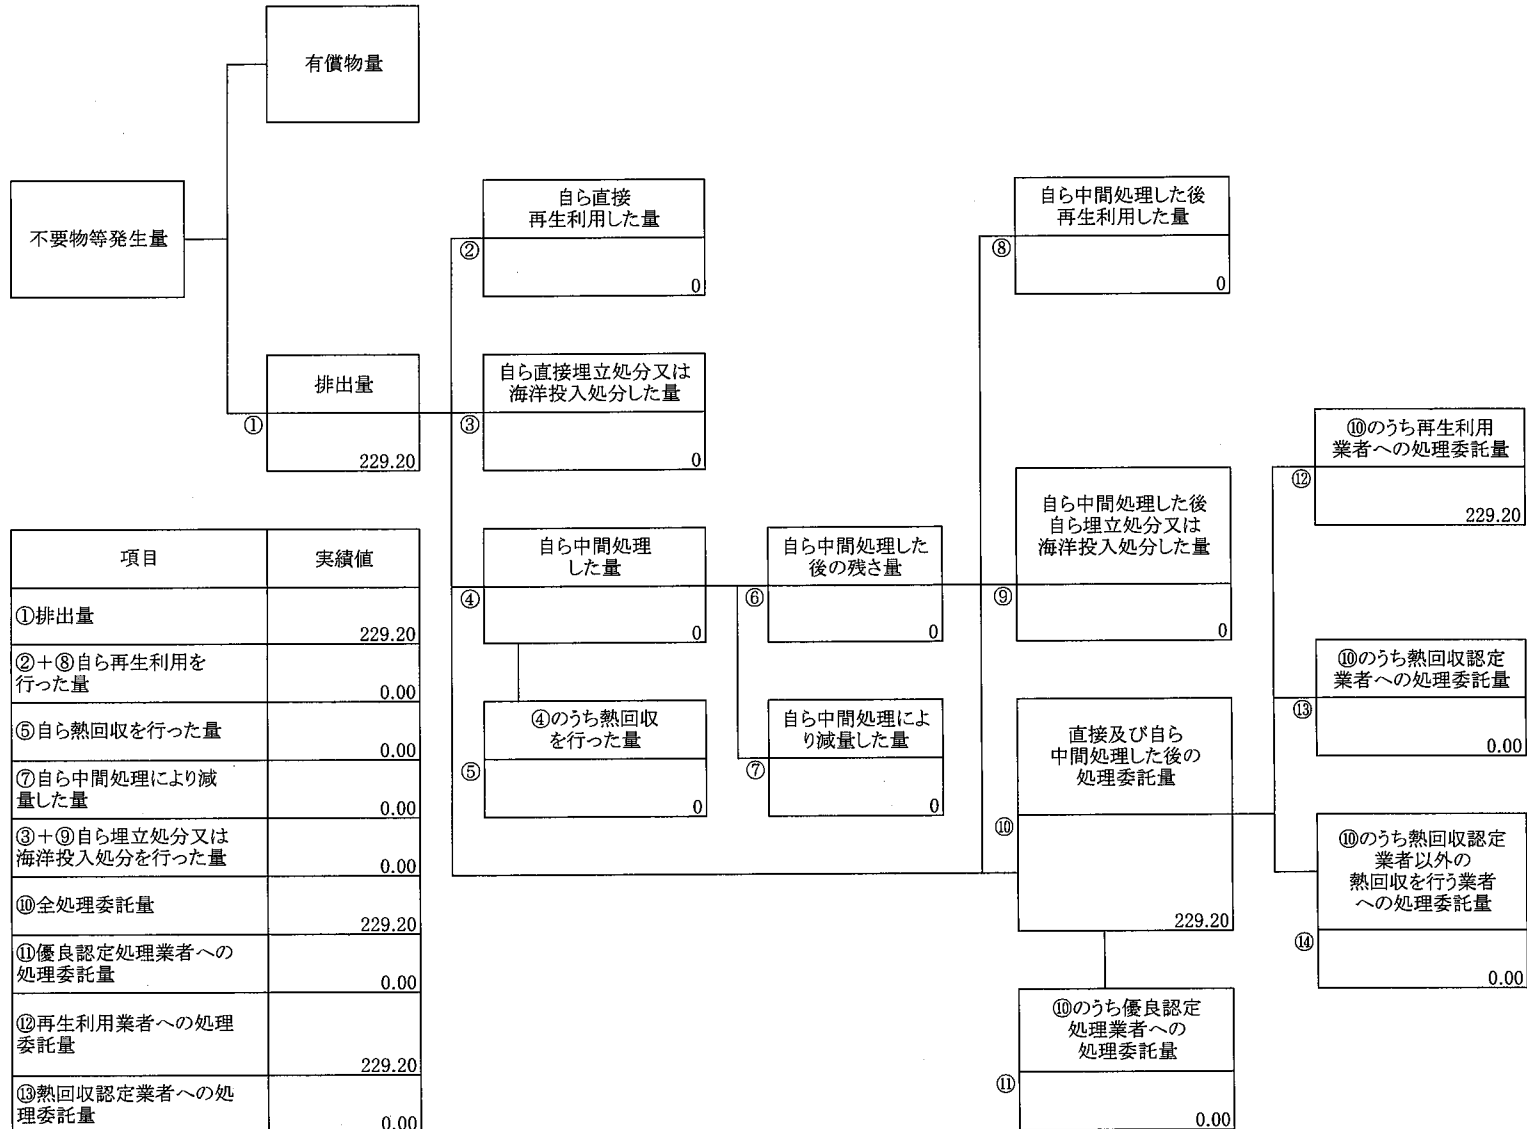 有償物量
不要物等発生量
自ら直接
再生利用した量
②
0
自ら中間処理した後
再生利用した量
⑧
0
排出量
①
229.20
自ら直接埋立処分又は
海洋投入処分した量
③
0
⑩のうち再生利用
業者への処理委託量
⑫
229.20
自ら中間処理
した量
④
0
自ら中間処理した
後の残さ量
⑥
0
自ら中間処理した後
自ら埋立処分又は
海洋投入処分した量
⑨
0
⑩のうち熱回収認定
業者への処理委託量
⑬
0.00
④のうち熱回収
を行った量
⑤
0
自ら中間処理によ
り減量した量
⑦
0
直接及び自ら
中間処理した後の
処理委託量
⑩
229.20
⑩のうち熱回収認定
業者以外の
熱回収を行う業者
への処理委託量
⑭
0.00
⑩のうち優良認定
処理業者への
処理委託量
⑪
0.00
項目 実績値
①排出量
229.20
②+⑧自ら再生利用を
行った量
0.00
⑤自ら熱回収を行った量
0.00
⑦自ら中間処理により減
量した量
0.00
③+⑨自ら埋立処分又は
海洋投入処分を行った量
0.00
⑩全処理委託量
229.20
⑪優良認定処理業者への
処理委託量
0.00
⑫再生利用業者への処理
委託量
229.20
⑬熱回収認定業者への処
理委託量
0.00